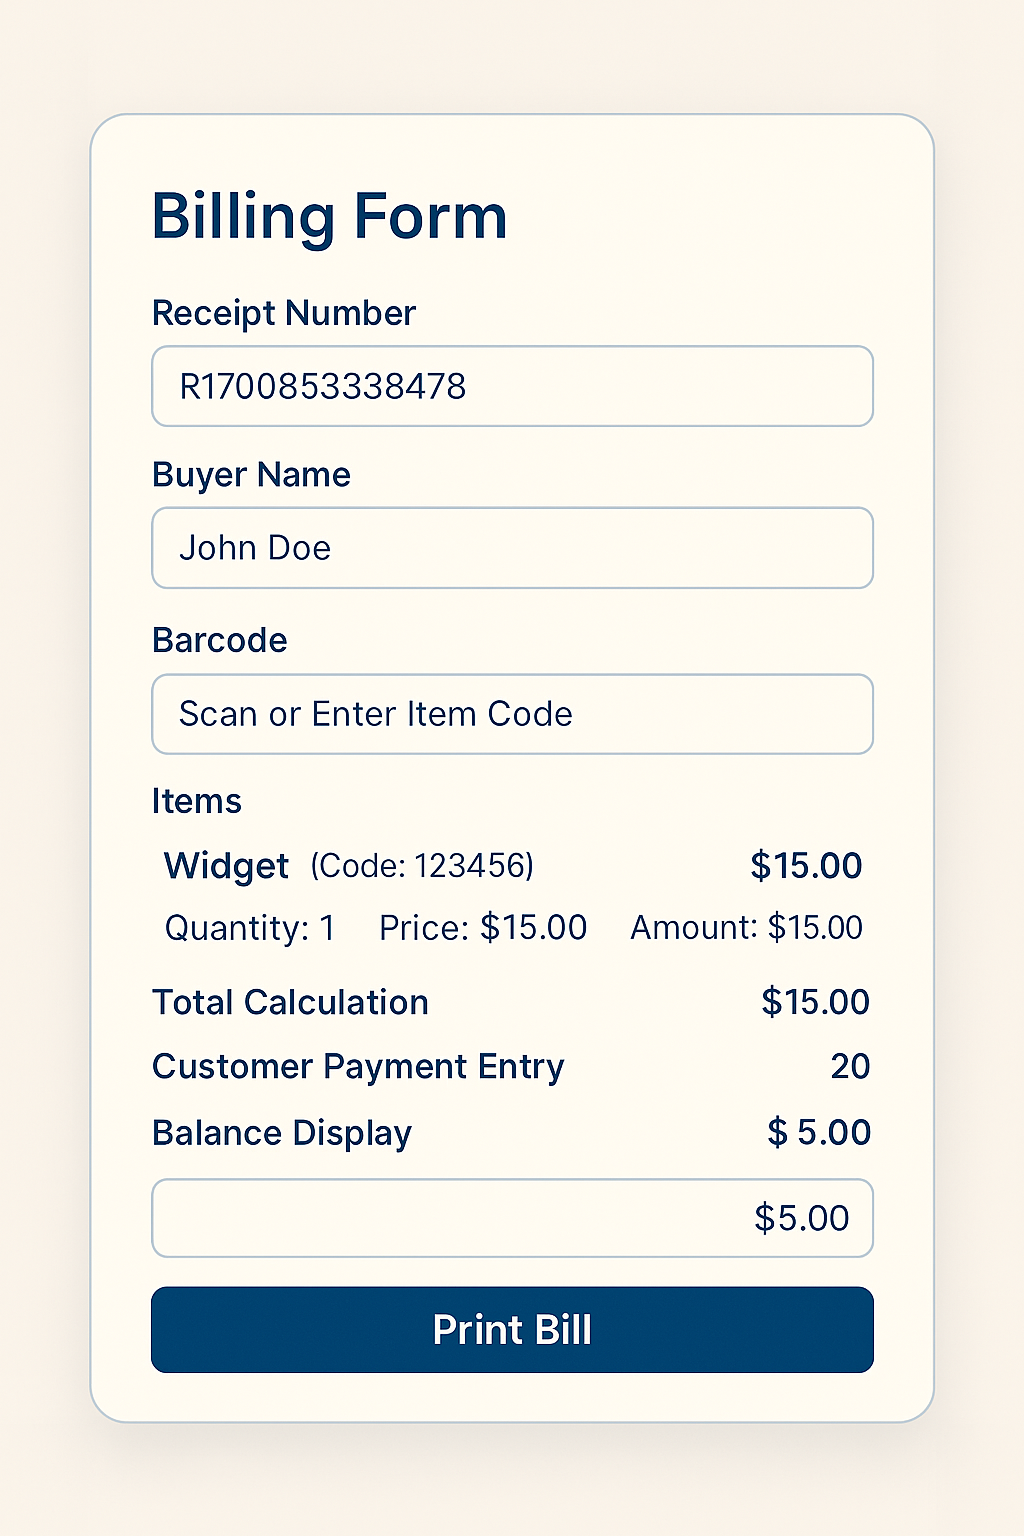 Billing Form
Receipt Number
R1700853338478
Buyer Name
John Doe
Barcode
Scan or Enter Item Code
Items
Widget (Code: 123456) $15.00
Quantity: 1 Price: $15.00 Amount: $15.00
Total Calculation $15.00
Customer Payment Entry 20
Balance Display $ 5.00
$5.00
Print Bill